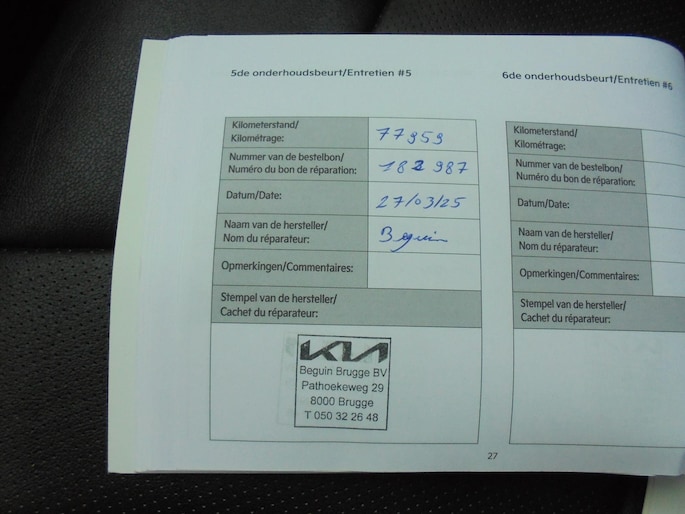 5de onderhoudsbeurt/Entretien #5
Kilometerstand/
Kilométrage:
77959
Nummer van de bestelbon/
Numéro du bon de réparation:
182 987
Datum/Date:
27/03/25
Naam van de hersteller/
Nom du réparateur:
Beguin
Opmerkingen/Commentaires:
Stempel van de hersteller/
Cachet du réparateur:
KIA
Beguin Brugge BV
Pathoekeweg 29
8000 Brugge
T 050 32 26 48
6de onderhoudsbeurt/Entretien #6
Kilometerstand/
Kilométrage:
Nummer van de bestelbon/
Numéro du bon de réparation:
Datum/Date:
Naam van de hersteller/
Nom du réparateur:
Opmerkingen/Commentaires:
Stempel van de hersteller/
Cachet du réparateur:
27